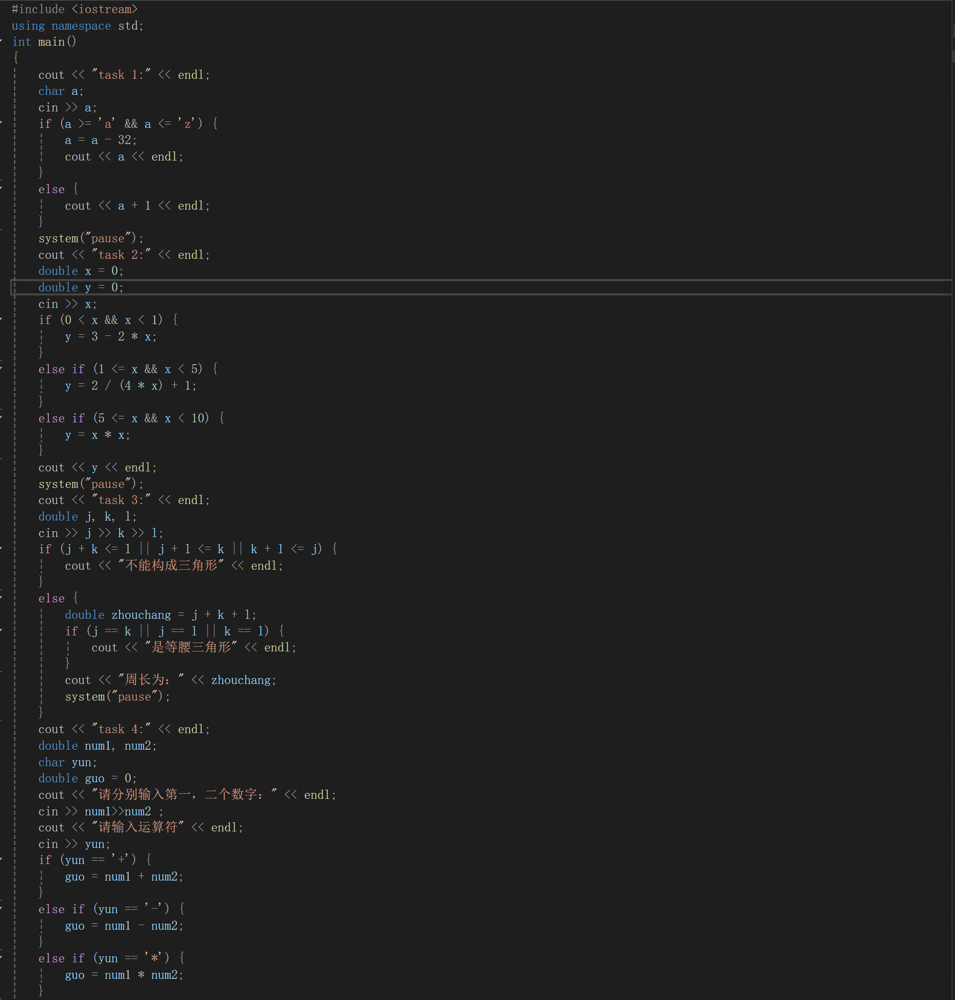 #include <iostream>
using namespace std;
int main()
{
    cout << "task 1:" << endl;
    char a;
    cin >> a;
    if (a >= 'a' && a <= 'z') {
        a = a - 32;
        cout << a << endl;
    }
    else {
        cout << a + 1 << endl;
    }
    system("pause");
    cout << "task 2:" << endl;
    double x = 0;
    double y = 0;
    cin >> x;
    if (0 < x && x < 1) {
        y = 3 - 2 * x;
    }
    else if (1 <= x && x < 5) {
        y = 2 / (4 * x) + 1;
    }
    else if (5 <= x && x < 10) {
        y = x * x;
    }
    cout << y << endl;
    system("pause");
    cout << "task 3:" << endl;
    double j, k, l;
    cin >> j >> k >> l;
    if (j + k <= l || j + l <= k || k + l <= j) {
        cout << "不能构成三角形" << endl;
    }
    else {
        double zhouchang = j + k + l;
        if (j == k || j == l || k == l) {
            cout << "是等腰三角形" << endl;
        }
        cout << "周长为：" << zhouchang;
        system("pause");
    }
    cout << "task 4:" << endl;
    double num1, num2;
    char yun;
    double guo = 0;
    cout << "请分别输入第一，二个数字：" << endl;
    cin >> num1>>num2 ;
    cout << "请输入运算符" << endl;
    cin >> yun;
    if (yun == '+') {
        guo = num1 + num2;
    }
    else if (yun == '-') {
        guo = num1 - num2;
    }
    else if (yun == '*') {
        guo = num1 * num2;
    }